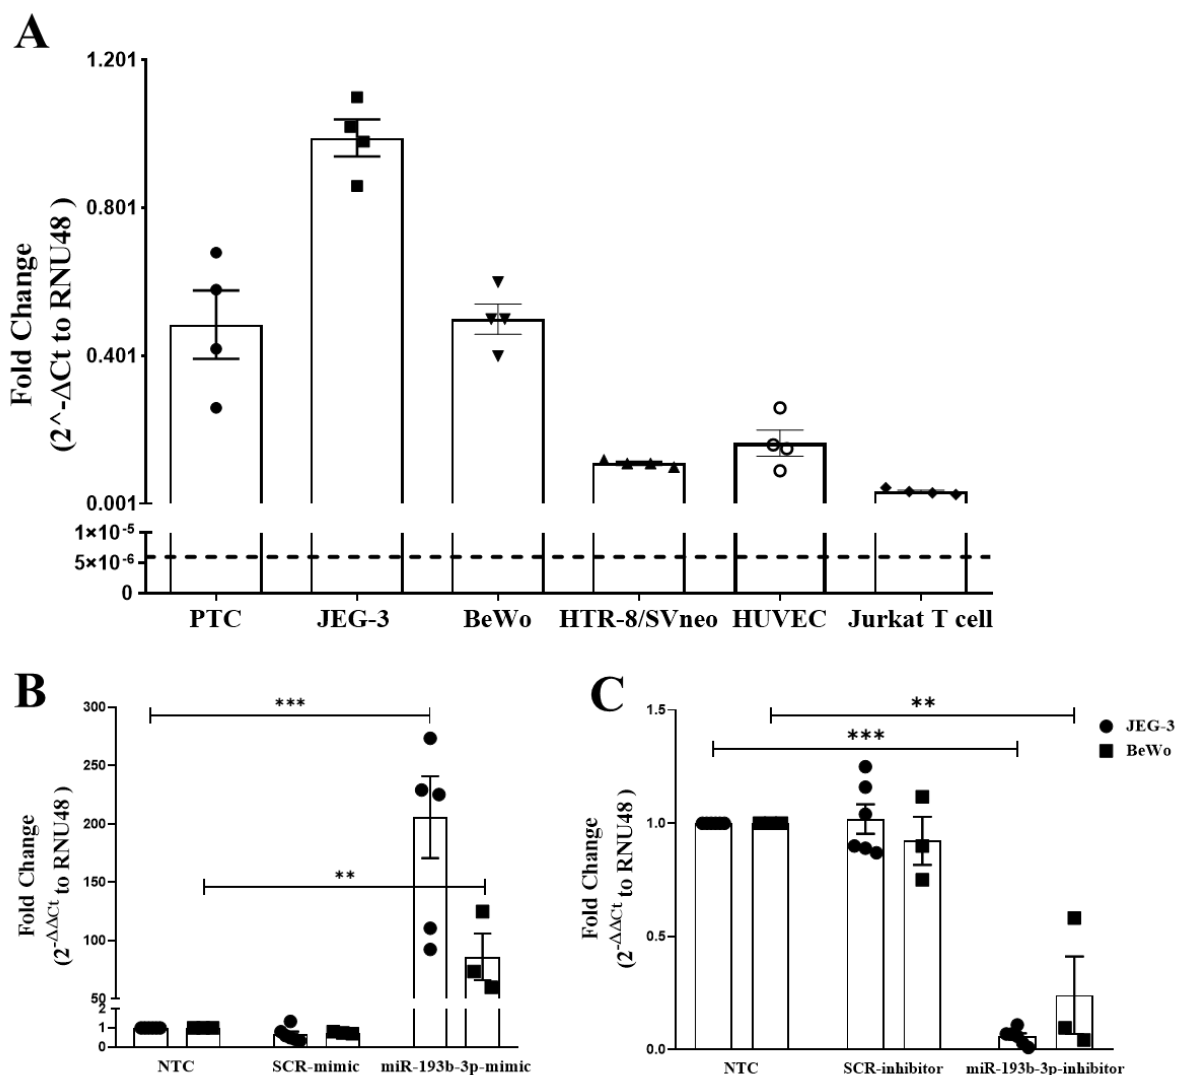 A
Fold Change
(2^-ΔCt to RNU48)
1.201
0.801
0.401
0.001
1×10-5
5×10-6
0
PTC JEG-3 BeWo HTR-8/SVneo HUVEC Jurkat T cell
B
Fold Change
(2-ΔΔCt to RNU48 )
300
250
200
150
100
50
2
1
0
***
**
NTC SCR-mimic miR-193b-3p-mimic
C
Fold Change
(2-ΔΔCt to RNU48 )
1.5
1.0
0.5
0.0
**
***
JEG-3
BeWo
NTC SCR-inhibitor miR-193b-3p-inhibitor